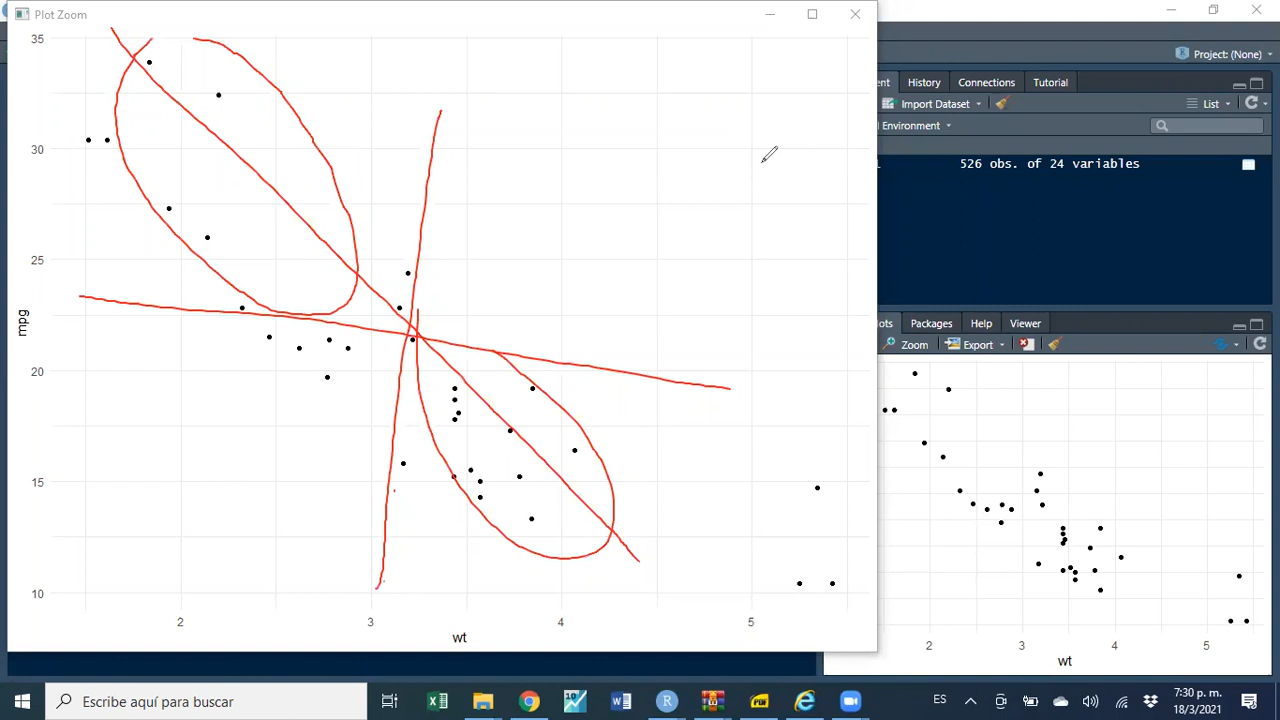 Plot Zoom
35
30
25
20
15
10
mpg
2 3 4 5
wt
Project: (None)
History Connections Tutorial
Import Dataset List
Environment
526 obs. of 24 variables
Packages Help Viewer
Zoom Export
2 3 4 5
wt
Escribe aquí para buscar
ES
7:30 p. m.
18/3/2021